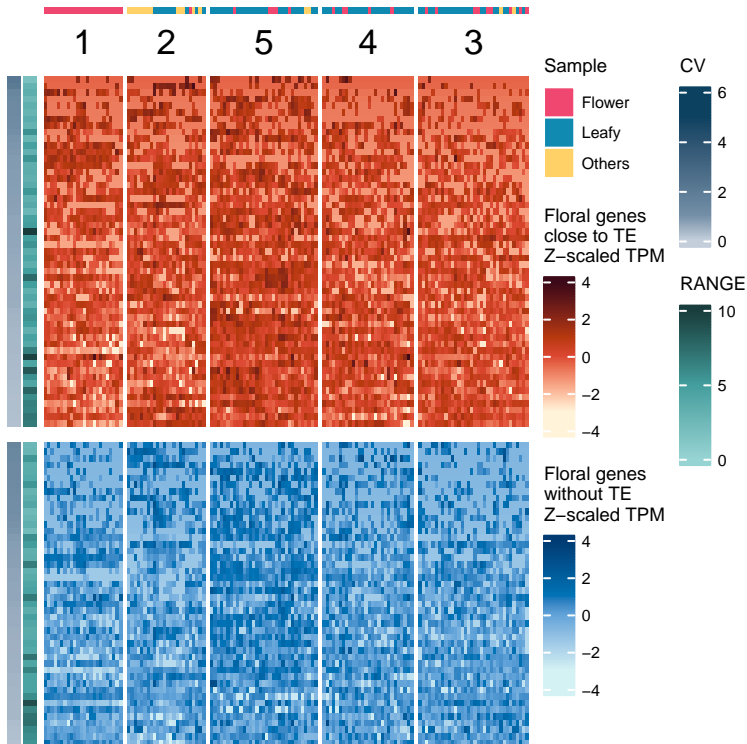 1 2 5 4 3
Sample
Flower
Leafy
Others
Floral genes
close to TE
Z−scaled TPM
4
2
0
−2
−4
Floral genes
without TE
Z−scaled TPM
4
2
0
−2
−4
CV
6
4
2
0
RANGE
10
5
0